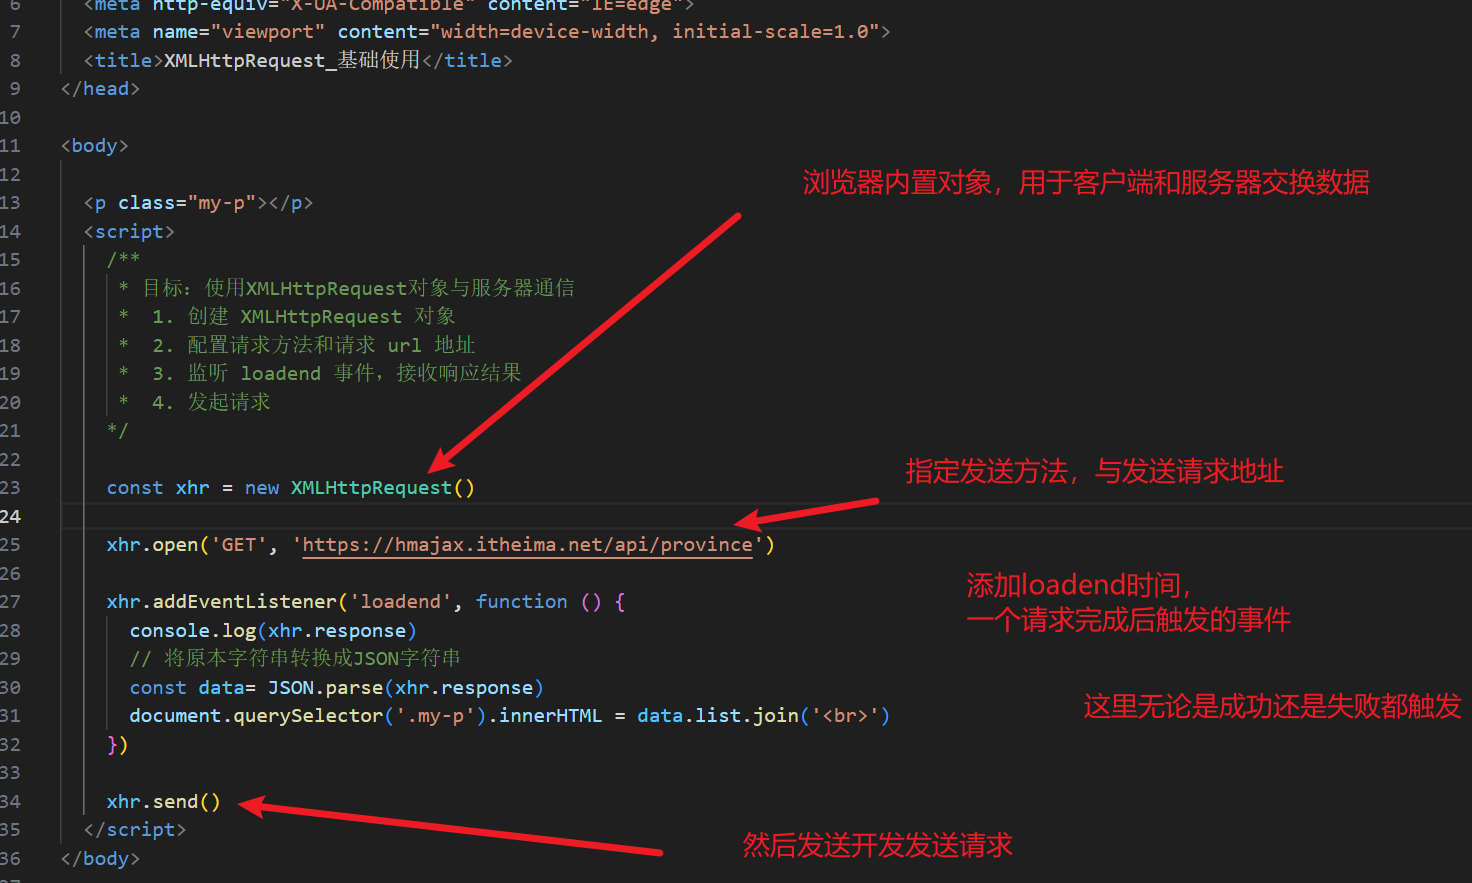 6 <meta http-equiv="X-UA-Compatible" content="IE=edge">
7 <meta name="viewport" content="width=device-width, initial-scale=1.0">
8 <title>XMLHttpRequest_基础使用</title>
9 </head>
10
11 <body>
12
浏览器内置对象，用于客户端和服务器交换数据
13 <p class="my-p"></p>
14 <script>
15 /**
16 * 目标：使用XMLHttpRequest对象与服务器通信
17 * 1. 创建 XMLHttpRequest 对象
18 * 2. 配置请求方法和请求 url 地址
19 * 3. 监听 loadend 事件，接收响应结果
20 * 4. 发起请求
21 */
22
指定发送方法，与发送请求地址
23 const xhr = new XMLHttpRequest()
24
25 xhr.open('GET', 'https://hmajax.itheima.net/api/province')
26
添加loadend时间，
一个请求完成后触发的事件
27 xhr.addEventListener('loadend', function () {
28 console.log(xhr.response)
29 // 将原本字符串转换成JSON字符串
30 const data= JSON.parse(xhr.response)
31 document.querySelector('.my-p').innerHTML = data.list.join('<br>')
这里无论是成功还是失败都触发
32 })
33
34 xhr.send()
35 </script>
然后发送开发发送请求
36 </body>